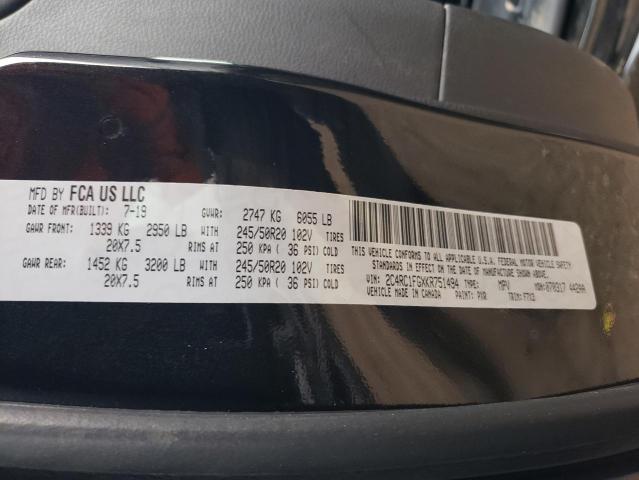 MFD BY FCA US LLC
DATE OF MFR(BUILT): 7-19 GVWR: 2747 KG 6055 LB
GAWR FRONT: 1339 KG 2950 LB WITH 245/50R20 102V TIRES
20X7.5 RIMS AT 250 KPA ( 36 PSI) COLD
GAWR REAR: 1452 KG 3200 LB WITH 245/50R20 102V TIRES
20X7.5 RIMS AT 250 KPA ( 36 PSI) COLD
THIS VEHICLE CONFORMS TO ALL APPLICABLE U.S.A. FEDERAL MOTOR VEHICLE SAFETY
STANDARDS IN EFFECT ON THE DATE OF MANUFACTURE SHOWN ABOVE.
VIN: 2C4RC1FGXKR751494 TYPE: MPV MDH:
VEHICLE MADE IN CANADA PAINT: PXR TRIM: